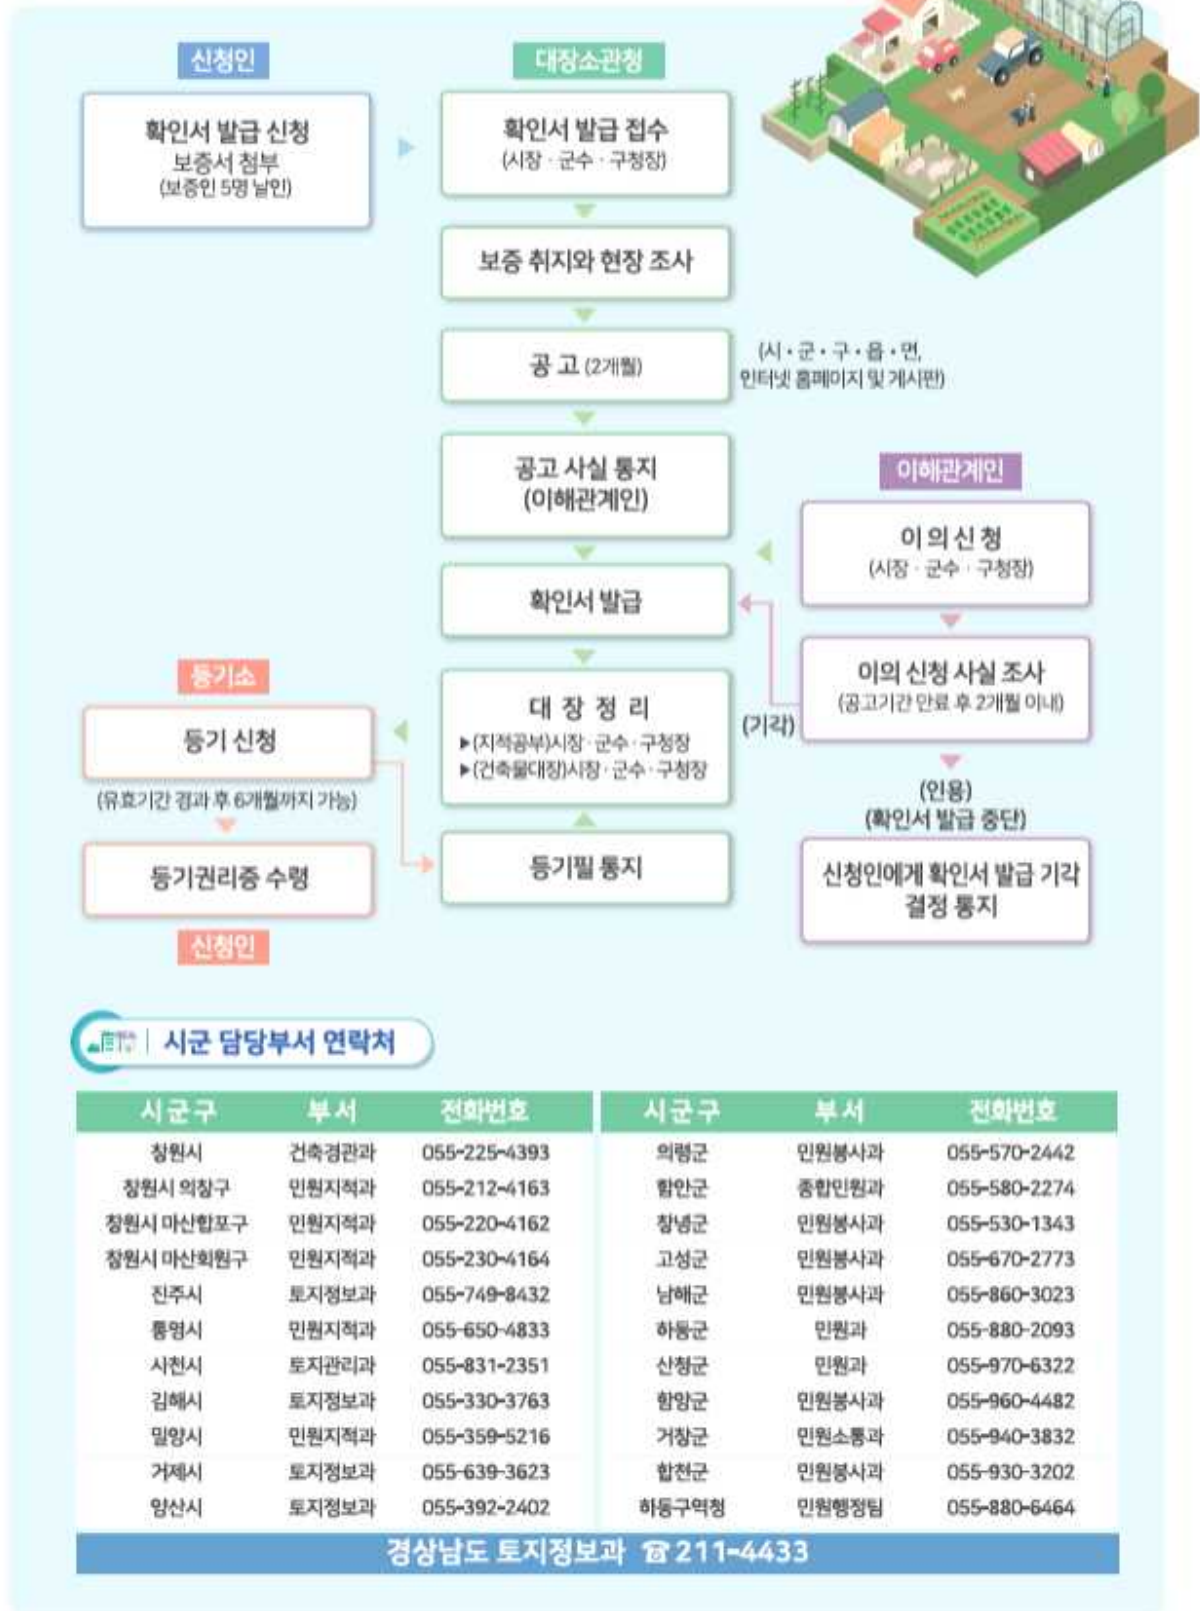 신청인
확인서 발급 신청
보증서 첨부
(보증인 5명 날인)
대장소관청
확인서 발급 접수
(시장 · 군수 · 구청장)
보증 취지와 현장 조사
공 고 (2개월)
(시 · 군 · 구 · 읍 · 면,
인터넷 홈페이지 및 게시판)
공고 사실 통지
(이해관계인)
확인서 발급
이해관계인
이 의 신 청
(시장 · 군수 · 구청장)
이의 신청 사실 조사
(공고기간 만료 후 2개월 이내)
(기각)
(인용)
(확인서 발급 중단)
신청인에게 확인서 발급 기각
결정 통지
대 장 정 리
▶(지적공부)시장 · 군수 · 구청장
▶(건축물대장)시장 · 군수 · 구청장
등기필 통지
등기소
등기 신청
(유효기간 경과 후 6개월까지 가능)
등기권리증 수령
신청인
시군 담당부서 연락처
시 군 구 부 서 전화번호 시 군 구 부 서 전화번호
창원시 건축경관과 055-225-4393 의령군 민원봉사과 055-570-2442
창원시 의창구 민원지적과 055-212-4163 함안군 종합민원과 055-580-2274
창원시 마산합포구 민원지적과 055-220-4162 창녕군 민원봉사과 055-530-1343
창원시 마산회원구 민원지적과 055-230-4164 고성군 민원봉사과 055-670-2773
진주시 토지정보과 055-749-8432 남해군 민원봉사과 055-860-3023
통영시 민원지적과 055-650-4833 하동군 민원과 055-880-2093
사천시 토지관리과 055-831-2351 산청군 민원과 055-970-6322
김해시 토지정보과 055-330-3763 함양군 민원봉사과 055-960-4482
밀양시 민원지적과 055-359-5216 거창군 민원소통과 055-940-3832
거제시 토지정보과 055-639-3623 합천군 민원봉사과 055-930-3202
양산시 토지정보과 055-392-2402 하동구역청 민원행정팀 055-880-6464
경상남도 토지정보과 ☎ 211-4433